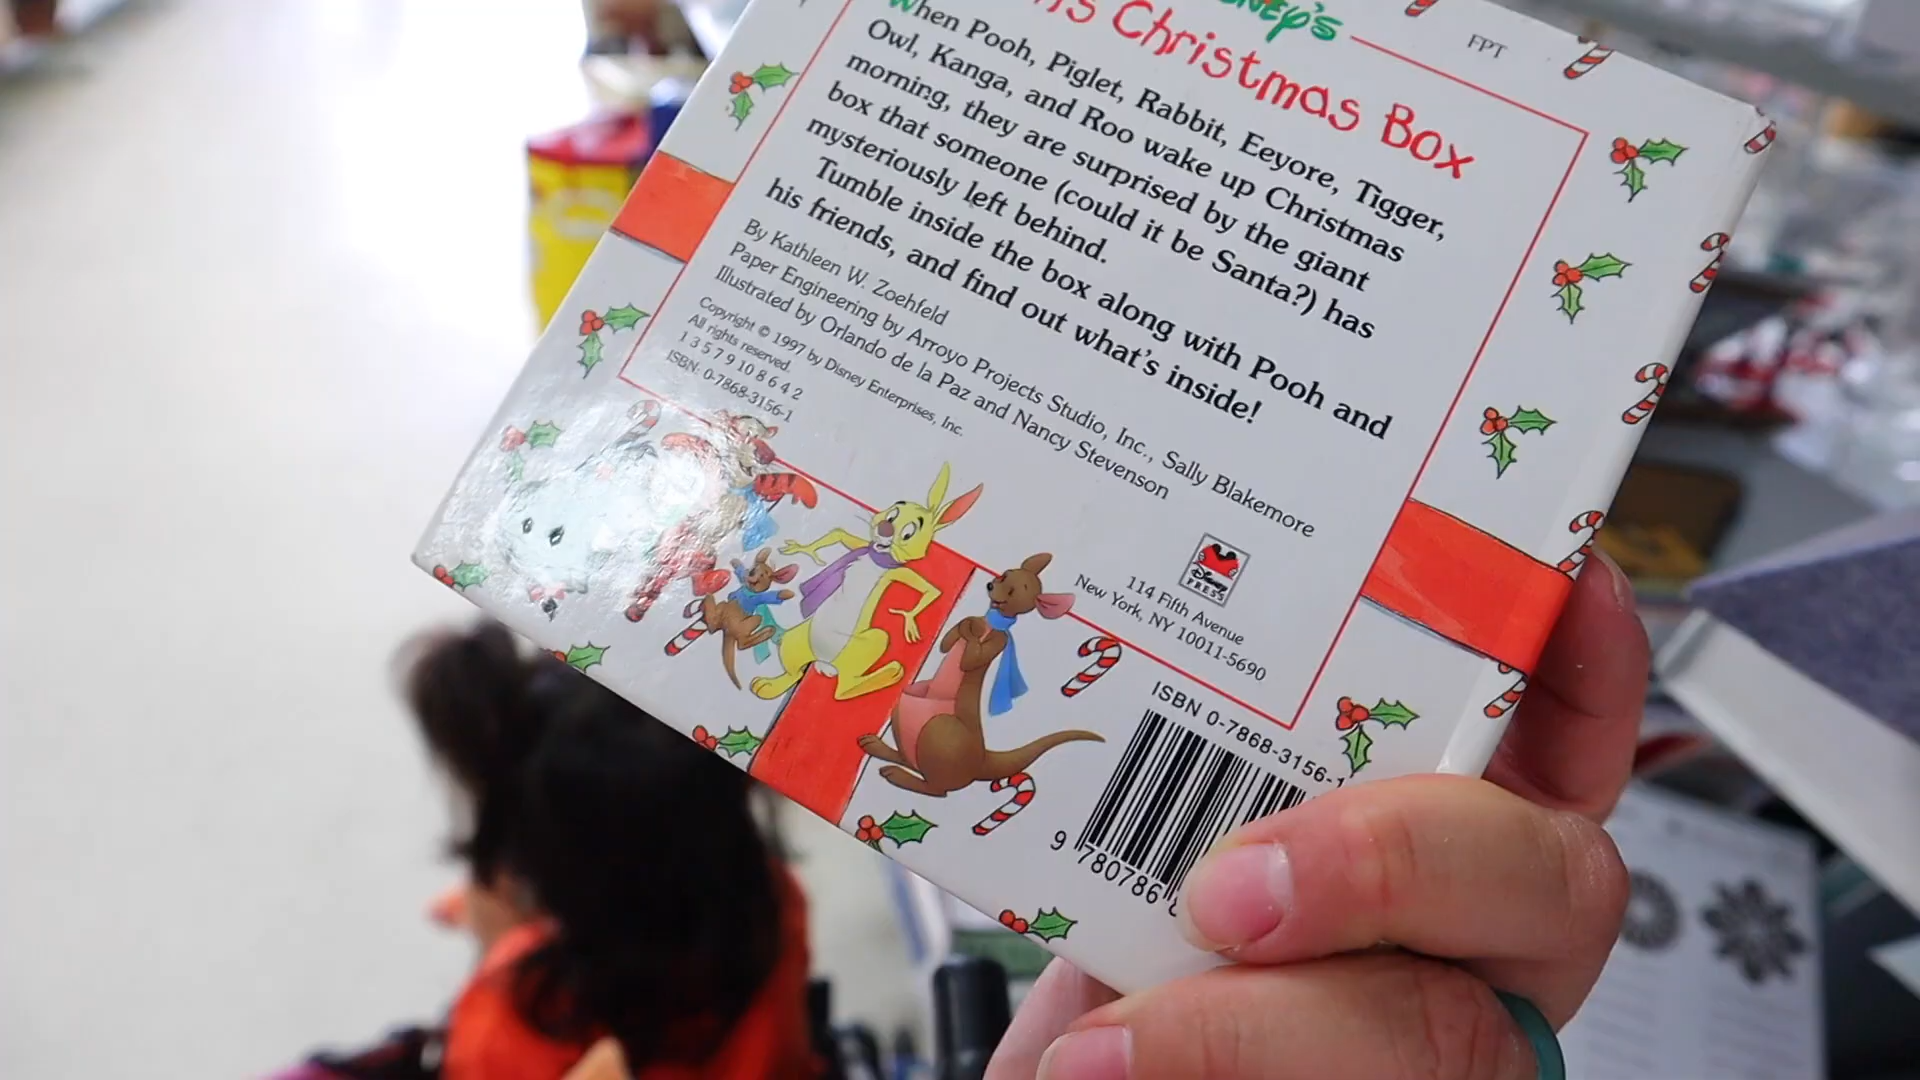 FPT
Christmas Box
When Pooh, Piglet, Rabbit, Eeyore, Tigger,
Owl, Kanga, and Roo wake up Christmas
morning, they are surprised by the giant
box that someone (could it be Santa?) has
mysteriously left behind.
Tumble inside the box along with Pooh and
his friends, and find out what's inside!
By Kathleen W. Zoehfeld
Paper Engineering by Arroyo Projects Studio, Inc., Sally Blakemore
Illustrated by Orlando de la Paz and Nancy Stevenson
Copyright © 1997 by Disney Enterprises, Inc.
All rights reserved.
1 3 5 7 9 10 8 6 4 2
ISBN: 0-7868-3156-1
Disney
PRESS
114 Fifth Avenue
New York, NY 10011-5690
ISBN 0-7868-3156-1
9 780786